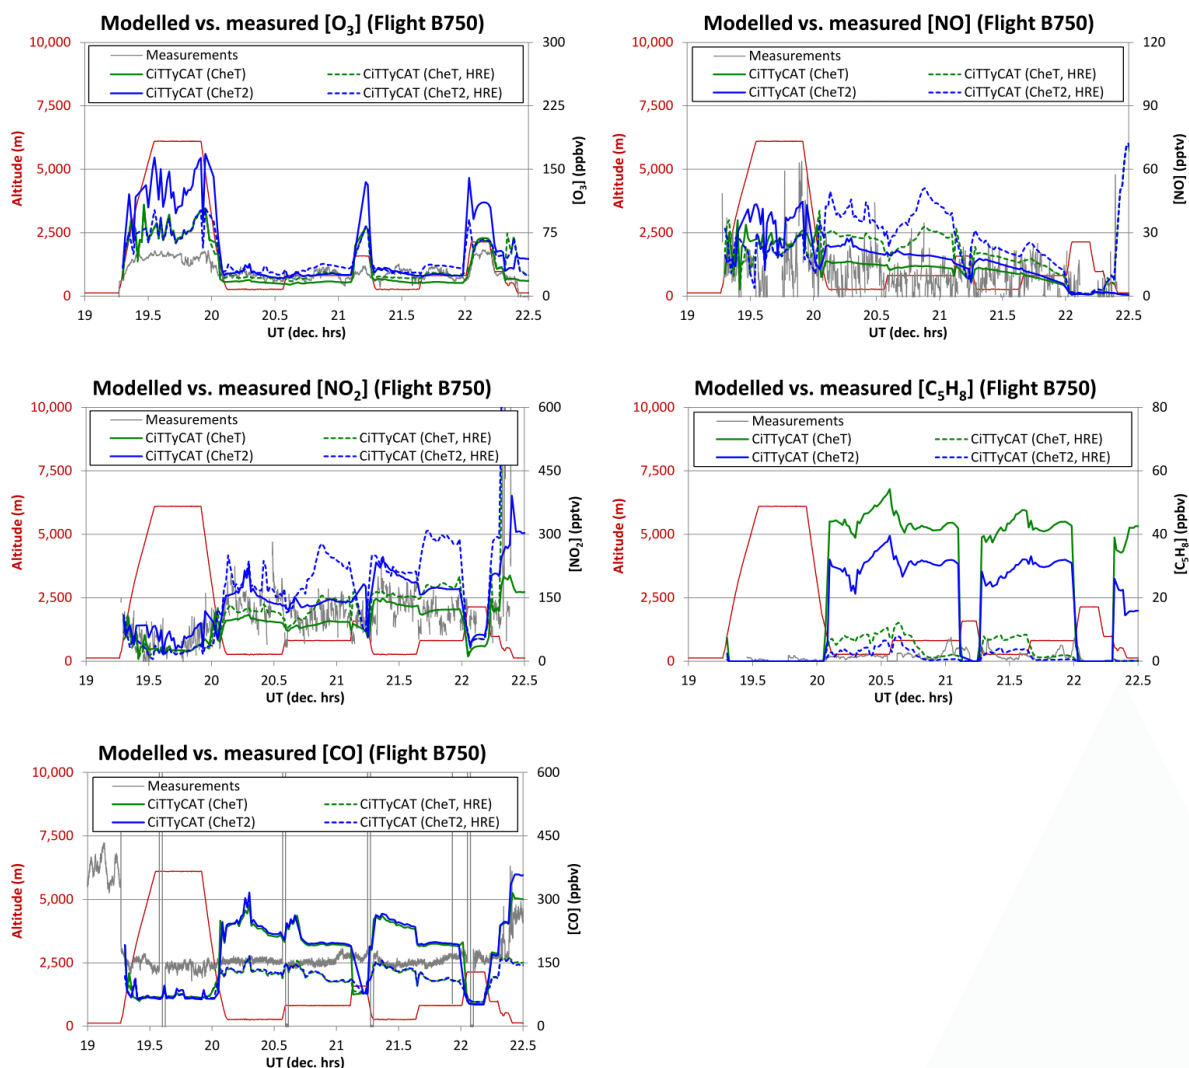 Modelled vs. measured [O₃] (Flight B750)
10,000
7,500
5,000
2,500
0
Altitude (m)
300
225
150
75
0
[O₃] (ppbv)
Measurements
CiTTyCAT (CheT)
CiTTyCAT (CheT, HRE)
CiTTyCAT (CheT2)
CiTTyCAT (CheT2, HRE)
19 19.5 20 20.5 21 21.5 22 22.5
UT (dec. hrs)
Modelled vs. measured [NO] (Flight B750)
10,000
7,500
5,000
2,500
0
Altitude (m)
120
90
60
30
0
[NO] (pptv)
Measurements
CiTTyCAT (CheT)
CiTTyCAT (CheT, HRE)
CiTTyCAT (CheT2)
CiTTyCAT (CheT2, HRE)
19 19.5 20 20.5 21 21.5 22 22.5
UT (dec. hrs)
Modelled vs. measured [NO₂] (Flight B750)
10,000
7,500
5,000
2,500
0
Altitude (m)
600
450
300
150
0
[NO₂] (pptv)
Measurements
CiTTyCAT (CheT)
CiTTyCAT (CheT, HRE)
CiTTyCAT (CheT2)
CiTTyCAT (CheT2, HRE)
19 19.5 20 20.5 21 21.5 22 22.5
UT (dec. hrs)
Modelled vs. measured [C₅H₈] (Flight B750)
10,000
7,500
5,000
2,500
0
Altitude (m)
80
60
40
20
0
[C₅H₈] (ppbv)
Measurements
CiTTyCAT (CheT)
CiTTyCAT (CheT, HRE)
CiTTyCAT (CheT2)
CiTTyCAT (CheT2, HRE)
19 19.5 20 20.5 21 21.5 22 22.5
UT (dec. hrs)
Modelled vs. measured [CO] (Flight B750)
10,000
7,500
5,000
2,500
0
Altitude (m)
600
450
300
150
0
[CO] (ppbv)
Measurements
CiTTyCAT (CheT)
CiTTyCAT (CheT, HRE)
CiTTyCAT (CheT2)
CiTTyCAT (CheT2, HRE)
19 19.5 20 20.5 21 21.5 22 22.5
UT (dec. hrs)